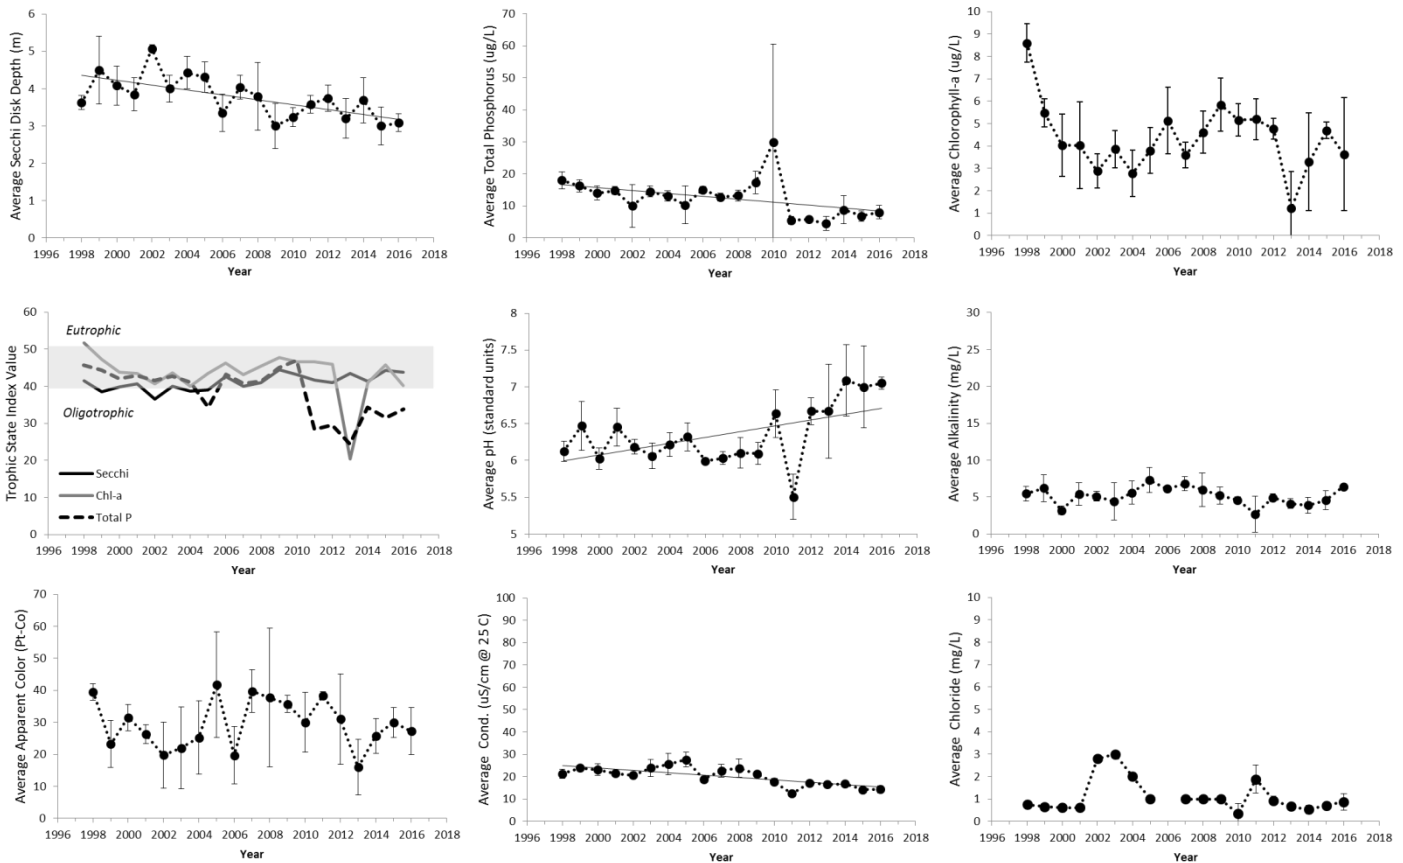 Average Secchi Disk Depth (m)
6
5
4
3
2
1
0
1996 1998 2000 2002 2004 2006 2008 2010 2012 2014 2016 2018
Year
Average Total Phosphorus (ug/L)
70
60
50
40
30
20
10
0
1996 1998 2000 2002 2004 2006 2008 2010 2012 2014 2016 2018
Year
Average Chlorophyll-a (ug/L)
10
9
8
7
6
5
4
3
2
1
0
1996 1998 2000 2002 2004 2006 2008 2010 2012 2014 2016 2018
Year
Trophic State Index Value
60
50
40
30
20
10
0
Eutrophic
Oligotrophic
Secchi
Chl-a
Total P
1996 1998 2000 2002 2004 2006 2008 2010 2012 2014 2016 2018
Year
Average pH (standard units)
8
7.5
7
6.5
6
5.5
5
1996 1998 2000 2002 2004 2006 2008 2010 2012 2014 2016 2018
Year
Average Alkalinity (mg/L)
30
25
20
15
10
5
0
1996 1998 2000 2002 2004 2006 2008 2010 2012 2014 2016 2018
Year
Average Apparent Color (Pt-Co)
70
60
50
40
30
20
10
0
1996 1998 2000 2002 2004 2006 2008 2010 2012 2014 2016 2018
Year
Average Cond. (uS/cm @ 25 C)
100
90
80
70
60
50
40
30
20
10
0
1996 1998 2000 2002 2004 2006 2008 2010 2012 2014 2016 2018
Year
Average Chloride (mg/L)
10
9
8
7
6
5
4
3
2
1
0
1996 1998 2000 2002 2004 2006 2008 2010 2012 2014 2016 2018
Year